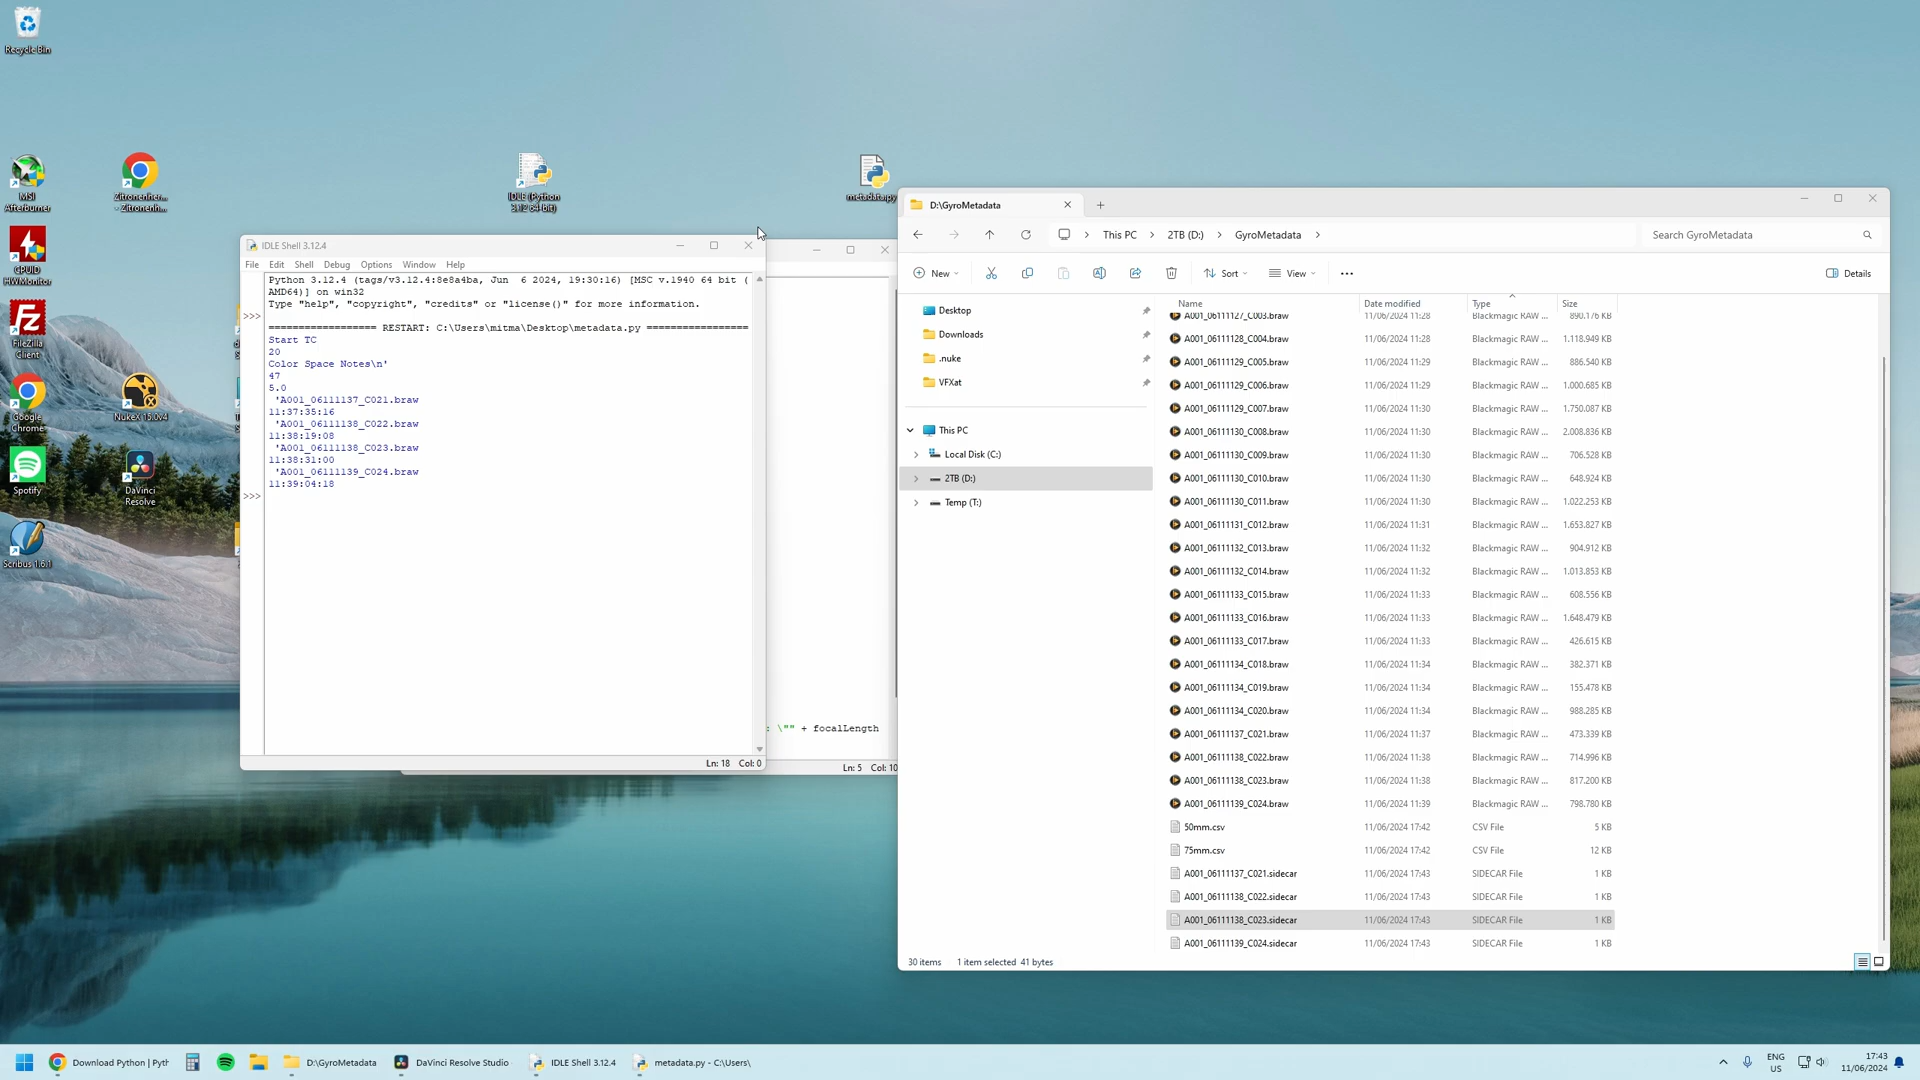 Recycle Bin
MSI
Afterburner
Zitronenner...
- Zitronenh...
IDLE (Python
3.12 64-bit)
metadata.py
CPUID
HWMonitor
FileZilla
Client
Google
Chrome
NukeX 15.0v4
Spotify
DaVinci
Resolve
Scribus 1.6.1
IDLE Shell 3.12.4
File Edit Shell Debug Options Window Help
Python 3.12.4 (tags/v3.12.4:8e8a4ba, Jun  6 2024, 19:30:16) [MSC v.1940 64 bit (
AMD64)] on win32
Type "help", "copyright", "credits" or "license()" for more information.
>>>
================== RESTART: C:\Users\mitma\Desktop\metadata.py =================
Start TC
20
Color Space Notes\n'
47
5.0
'A001_06111137_C021.braw
11:37:35:16
'A001_06111138_C022.braw
11:38:19:08
'A001_06111138_C023.braw
11:38:31:00
'A001_06111139_C024.braw
11:39:04:18
>>>
Ln: 18 Col: 0
: \"" + focalLength
Ln: 5 Col: 10
D:\GyroMetadata
This PC > 2TB (D:) > GyroMetadata >
Search GyroMetadata
New
Sort
View
Details
Desktop
Downloads
.nuke
VFXat
This PC
Local Disk (C:)
2TB (D:)
Temp (T:)
Name Date modified Type Size
A001_06111127_C003.braw 11/06/2024 11:28 Blackmagic RAW ... 890.176 KB
A001_06111128_C004.braw 11/06/2024 11:28 Blackmagic RAW ... 1.118.949 KB
A001_06111129_C005.braw 11/06/2024 11:29 Blackmagic RAW ... 886.540 KB
A001_06111129_C006.braw 11/06/2024 11:29 Blackmagic RAW ... 1.000.685 KB
A001_06111129_C007.braw 11/06/2024 11:30 Blackmagic RAW ... 1.750.087 KB
A001_06111130_C008.braw 11/06/2024 11:30 Blackmagic RAW ... 2.008.836 KB
A001_06111130_C009.braw 11/06/2024 11:30 Blackmagic RAW ... 706.528 KB
A001_06111130_C010.braw 11/06/2024 11:30 Blackmagic RAW ... 648.924 KB
A001_06111130_C011.braw 11/06/2024 11:30 Blackmagic RAW ... 1.022.253 KB
A001_06111131_C012.braw 11/06/2024 11:31 Blackmagic RAW ... 1.653.827 KB
A001_06111132_C013.braw 11/06/2024 11:32 Blackmagic RAW ... 904.912 KB
A001_06111132_C014.braw 11/06/2024 11:32 Blackmagic RAW ... 1.013.853 KB
A001_06111133_C015.braw 11/06/2024 11:33 Blackmagic RAW ... 608.556 KB
A001_06111133_C016.braw 11/06/2024 11:33 Blackmagic RAW ... 1.648.479 KB
A001_06111133_C017.braw 11/06/2024 11:33 Blackmagic RAW ... 426.615 KB
A001_06111134_C018.braw 11/06/2024 11:34 Blackmagic RAW ... 382.371 KB
A001_06111134_C019.braw 11/06/2024 11:34 Blackmagic RAW ... 155.478 KB
A001_06111134_C020.braw 11/06/2024 11:34 Blackmagic RAW ... 988.285 KB
A001_06111137_C021.braw 11/06/2024 11:37 Blackmagic RAW ... 473.339 KB
A001_06111138_C022.braw 11/06/2024 11:38 Blackmagic RAW ... 714.996 KB
A001_06111138_C023.braw 11/06/2024 11:38 Blackmagic RAW ... 817.200 KB
A001_06111139_C024.braw 11/06/2024 11:39 Blackmagic RAW ... 798.780 KB
50mm.csv 11/06/2024 17:42 CSV File 5 KB
75mm.csv 11/06/2024 17:42 CSV File 12 KB
A001_06111137_C021.sidecar 11/06/2024 17:43 SIDECAR File 1 KB
A001_06111138_C022.sidecar 11/06/2024 17:43 SIDECAR File 1 KB
A001_06111138_C023.sidecar 11/06/2024 17:43 SIDECAR File 1 KB
A001_06111139_C024.sidecar 11/06/2024 17:43 SIDECAR File 1 KB
30 items 1 item selected 41 bytes
Download Python | Pyth
D:\GyroMetadata
DaVinci Resolve Studio
IDLE Shell 3.12.4
metadata.py - C:\Users\
ENG
US
17:43
11/06/2024